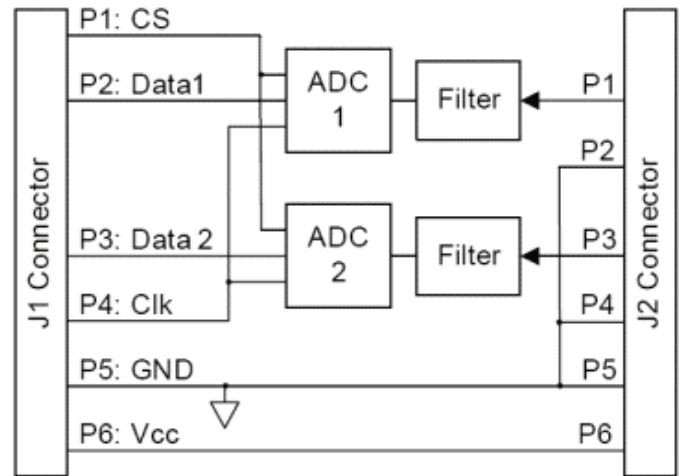 P1: CS
P2: Data1
ADC
1
Filter
P1
P2
J1 Connector
P3: Data 2
ADC
2
Filter
P3
J2 Connector
P4: Clk
P4
P5: GND
P5
P6: Vcc
P6